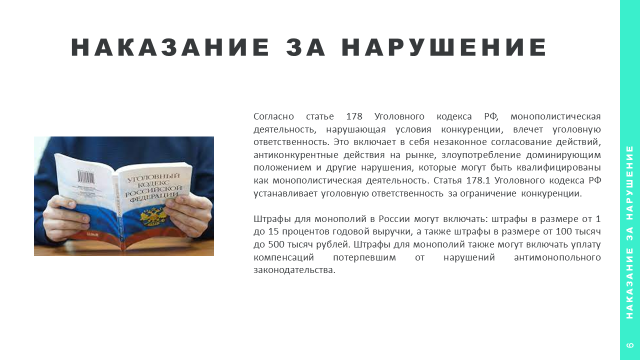 НАКАЗАНИЕ ЗА НАРУШЕНИЕ
УГОЛОВНЫЙ
КОДЕКС
РОССИЙСКОЙ
ФЕДЕРАЦИИ
Согласно статье 178 Уголовного кодекса РФ, монополистическая
деятельность, нарушающая условия конкуренции, влечет уголовную
ответственность. Это включает в себя незаконное согласование действий,
антиконкурентные действия на рынке, злоупотребление доминирующим
положением и другие нарушения, которые могут быть квалифицированы
как монополистическая деятельность. Статья 178.1 Уголовного кодекса РФ
устанавливает уголовную ответственность за ограничение конкуренции.
Штрафы для монополий в России могут включать: штрафы в размере от 1
до 15 процентов годовой выручки, а также штрафы в размере от 100 тысяч
до 500 тысяч рублей. Штрафы для монополий также могут включать уплату
компенсаций потерпевшим от нарушений антимонопольного
законодательства.
НАКАЗАНИЕ ЗА НАРУШЕНИЕ
6